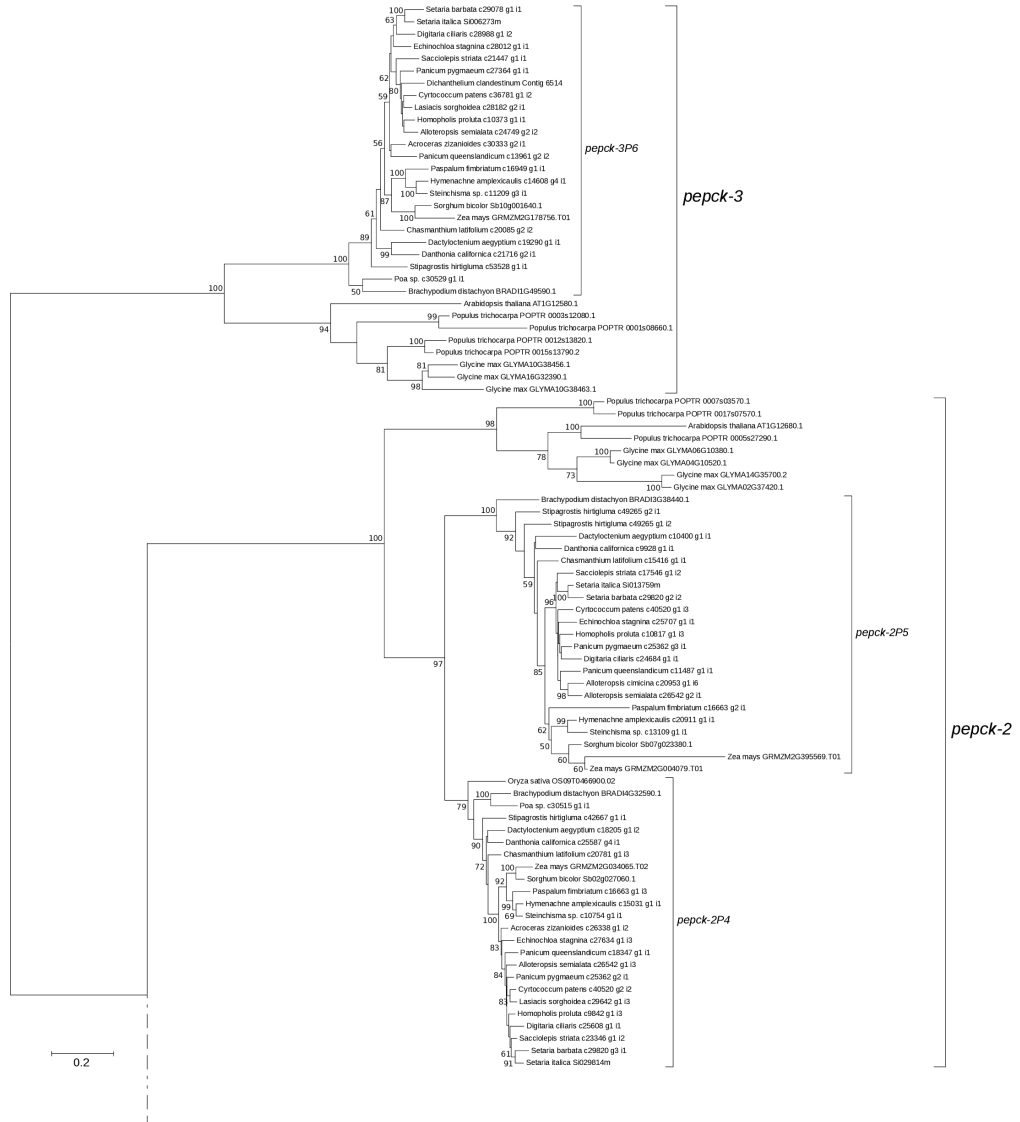 100
Setaria barbata c29078 g1 i1
63
Setaria italica Si006273m
Digitaria ciliaris c28988 g1 i2
Echinochloa stagnina c28012 g1 i1
Sacciolepis striata c21447 g1 i1
Panicum pygmaeum c27364 g1 i1
62
Dichanthelium clandestinum Contig 6514
80
59
Cyrtococcum patens c36781 g1 i2
Lasiacis sorghoidea c28182 g2 i1
Homopholis proluta c10373 g1 i1
Alloteropsis semialata c24749 g2 i2
56
Acroceras zizanioides c30333 g2 i1
pepck-3P6
Panicum queenslandicum c13961 g2 i2
100
Paspalum fimbriatum c16949 g1 i1
Hymenachne amplexicaulis c14608 g4 i1
100
Steinchisma sp. c11209 g3 i1
pepck-3
87
Sorghum bicolor Sb10g001640.1
61
100
Zea mays GRMZM2G178756.T01
Chasmanthium latifolium c20085 g2 i2
89
Dactyloctenium aegyptium c19290 g1 i1
99
Danthonia californica c21716 g2 i1
100
Stipagrostis hirtigluma c53528 g1 i1
Poa sp. c30529 g1 i1
100
50
Brachypodium distachyon BRADI1G49590.1
Arabidopsis thaliana AT1G12580.1
99
Populus trichocarpa POPTR 0003s12080.1
94
Populus trichocarpa POPTR 0001s08660.1
100
Populus trichocarpa POPTR 0012s13820.1
Populus trichocarpa POPTR 0015s13790.2
81
81
Glycine max GLYMA10G38456.1
Glycine max GLYMA16G32390.1
98
Glycine max GLYMA10G38463.1
100
Populus trichocarpa POPTR 0007s03570.1
Populus trichocarpa POPTR 0017s07570.1
98
100
Arabidopsis thaliana AT1G12680.1
Populus trichocarpa POPTR 0005s27290.1
78
100
Glycine max GLYMA06G10380.1
Glycine max GLYMA04G10520.1
73
Glycine max GLYMA14G35700.2
100
Glycine max GLYMA02G37420.1
Brachypodium distachyon BRADI3G38440.1
100
Stipagrostis hirtigluma c49265 g2 i1
Stipagrostis hirtigluma c49265 g1 i2
92
Dactyloctenium aegyptium c10400 g1 i1
100
Danthonia californica c9928 g1 i1
Chasmanthium latifolium c15416 g1 i1
Sacciolepis striata c17546 g1 i2
59
Setaria italica Si013759m
96
100
Setaria barbata c29820 g2 i2
Cyrtococcum patens c40520 g1 i3
Echinochloa stagnina c25707 g1 i1
Homopholis proluta c10817 g1 i3
pepck-2P5
Panicum pygmaeum c25362 g3 i1
97
Digitaria ciliaris c24684 g1 i1
85
Panicum queenslandicum c11487 g1 i1
Alloteropsis cimicina c20953 g1 i6
98
Alloteropsis semialata c26542 g2 i1
Paspalum fimbriatum c16663 g2 i1
99
Hymenachne amplexicaulis c20911 g1 i1
62
Steinchisma sp. c13109 g1 i1
pepck-2
50
Sorghum bicolor Sb07g023380.1
60
Zea mays GRMZM2G395569.T01
60
Zea mays GRMZM2G004079.T01
Oryza sativa OS09T0466900.02
100
Brachypodium distachyon BRADI4G32590.1
79
Poa sp. c30515 g1 i1
Stipagrostis hirtigluma c42667 g1 i1
Dactyloctenium aegyptium c18205 g1 i2
90
Danthonia californica c25587 g4 i1
Chasmanthium latifolium c20781 g1 i3
72
100
Zea mays GRMZM2G034065.T02
92
Sorghum bicolor Sb02g027060.1
Paspalum fimbriatum c16663 g1 i3
99
Hymenachne amplexicaulis c15031 g1 i1
69
Steinchisma sp. c10754 g1 i1
100
pepck-2P4
Acroceras zizanioides c26338 g1 i2
Echinochloa stagnina c27634 g1 i3
83
Panicum queenslandicum c18347 g1 i1
Alloteropsis semialata c26542 g1 i3
84
Panicum pygmaeum c25362 g2 i1
Cyrtococcum patens c40520 g2 i2
83
Lasiacis sorghoidea c29642 g1 i3
Homopholis proluta c9842 g1 i3
Digitaria ciliaris c25608 g1 i1
Sacciolepis striata c23346 g1 i2
61
Setaria barbata c29820 g3 i1
91
Setaria italica Si029814m
0.2